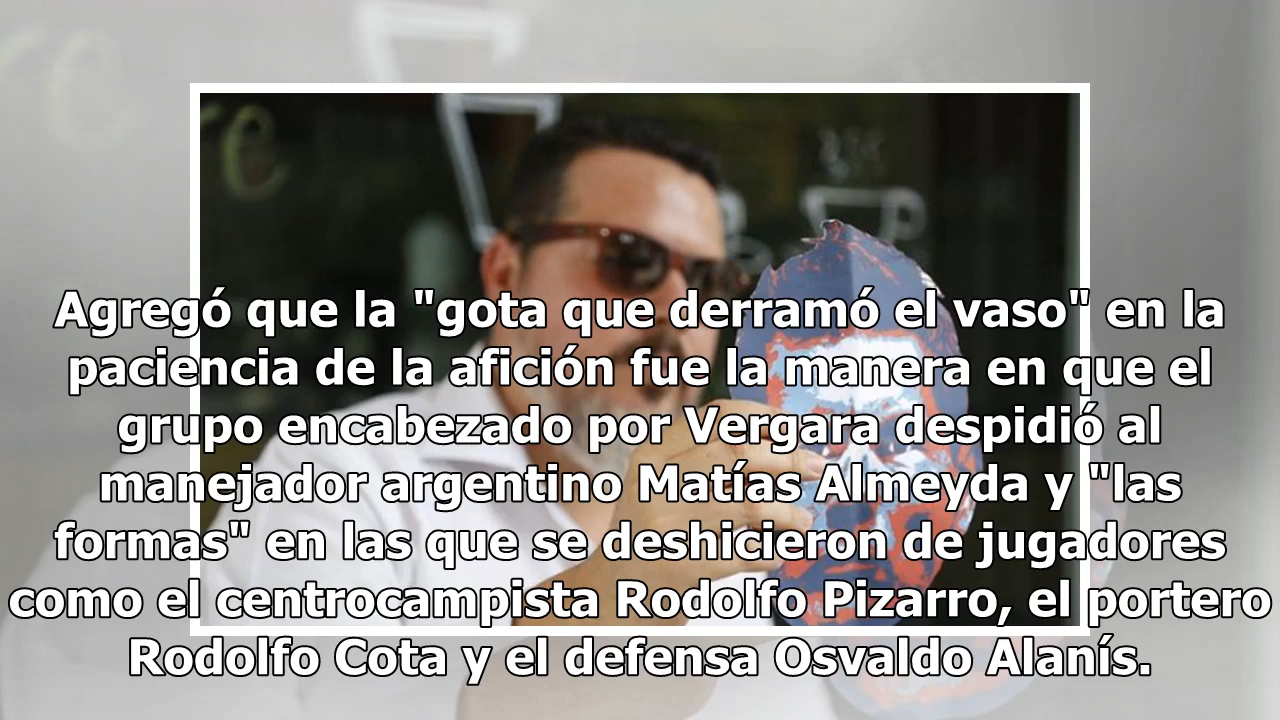 Agregó que la "gota que derramó el vaso" en la
paciencia de la afición fue la manera en que el
grupo encabezado por Vergara despidió al
manejador argentino Matías Almeyda y "las
formas" en las que se deshicieron de jugadores
como el centrocampista Rodolfo Pizarro, el portero
Rodolfo Cota y el defensa Osvaldo Alanís.